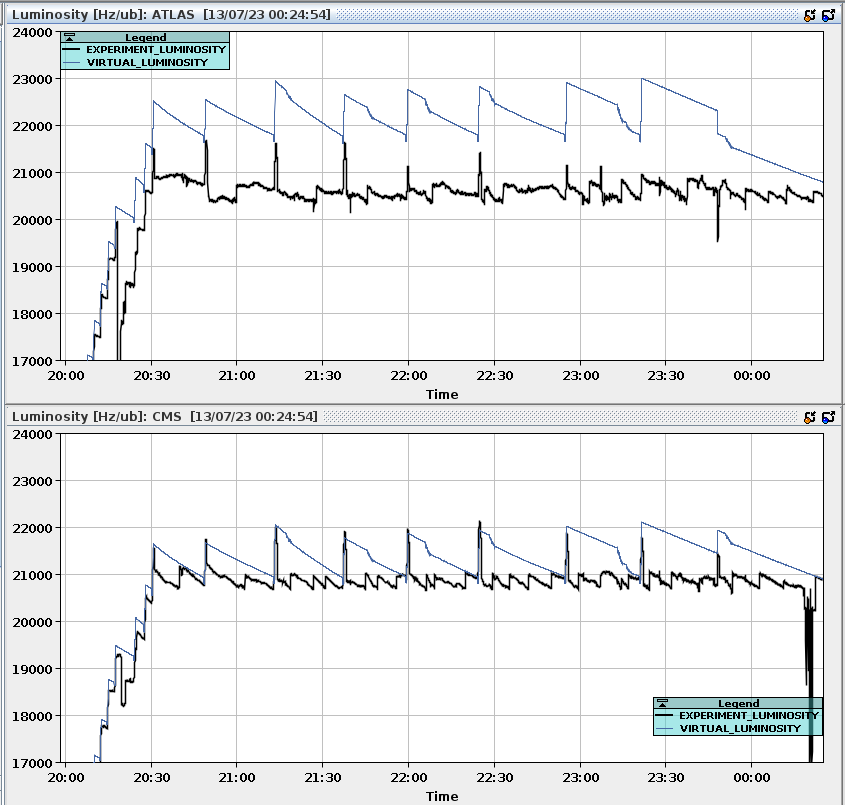 Luminosity [Hz/ub]: ATLAS [13/07/23 00:24:54]
24000
Legend
EXPERIMENT_LUMINOSITY
VIRTUAL_LUMINOSITY
23000
22000
21000
20000
19000
18000
17000
20:00 20:30 21:00 21:30 22:00 22:30 23:00 23:30 00:00
Time
Luminosity [Hz/ub]: CMS [13/07/23 00:24:54]
24000
23000
22000
21000
20000
19000
18000
Legend
EXPERIMENT_LUMINOSITY
VIRTUAL_LUMINOSITY
17000
20:00 20:30 21:00 21:30 22:00 22:30 23:00 23:30 00:00
Time